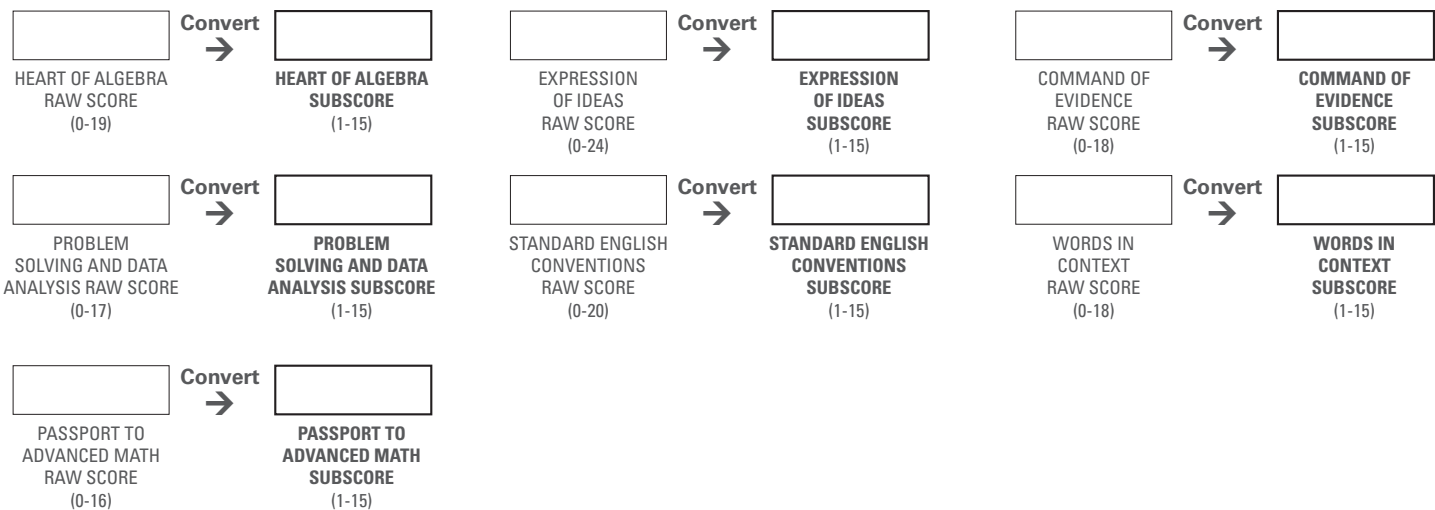 Convert
→
HEART OF ALGEBRA
RAW SCORE
(0-19)
HEART OF ALGEBRA
SUBSCORE
(1-15)
Convert
→
EXPRESSION
OF IDEAS
RAW SCORE
(0-24)
EXPRESSION
OF IDEAS
SUBSCORE
(1-15)
Convert
→
COMMAND OF
EVIDENCE
RAW SCORE
(0-18)
COMMAND OF
EVIDENCE
SUBSCORE
(1-15)
Convert
→
PROBLEM
SOLVING AND DATA
ANALYSIS RAW SCORE
(0-17)
PROBLEM
SOLVING AND DATA
ANALYSIS SUBSCORE
(1-15)
Convert
→
STANDARD ENGLISH
CONVENTIONS
RAW SCORE
(0-20)
STANDARD ENGLISH
CONVENTIONS
SUBSCORE
(1-15)
Convert
→
WORDS IN
CONTEXT
RAW SCORE
(0-18)
WORDS IN
CONTEXT
SUBSCORE
(1-15)
Convert
→
PASSPORT TO
ADVANCED MATH
RAW SCORE
(0-16)
PASSPORT TO
ADVANCED MATH
SUBSCORE
(1-15)